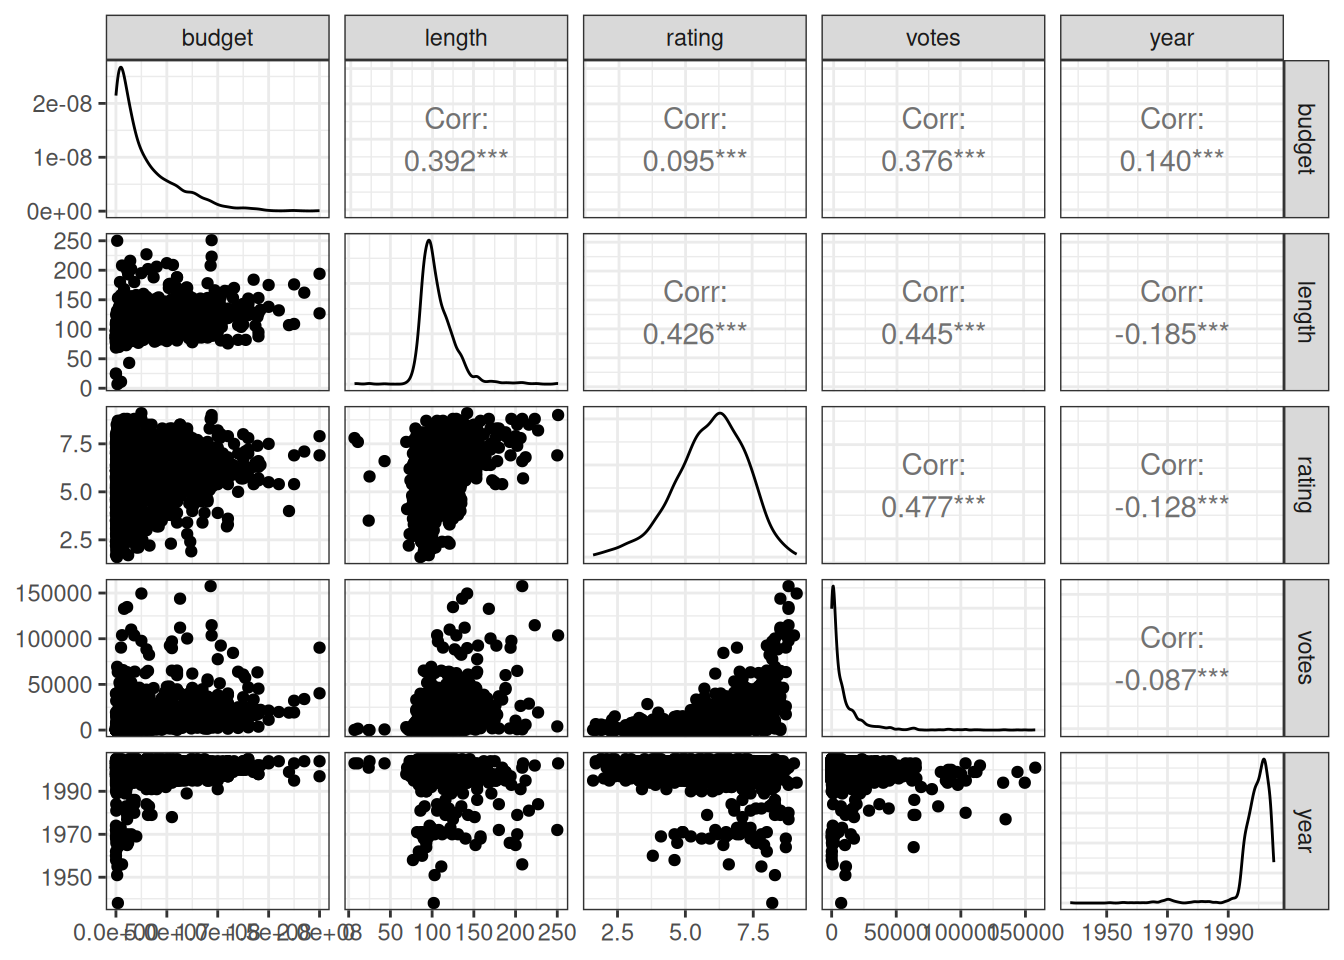 budget length rating votes year
2e-08
1e-08
0e+00
Corr:
0.392***
Corr:
0.095***
Corr:
0.376***
Corr:
0.140***
budget
250
200
150
100
50
0
Corr:
0.426***
Corr:
0.445***
Corr:
-0.185***
length
7.5
5.0
2.5
Corr:
0.477***
Corr:
-0.128***
rating
150000
100000
50000
0
Corr:
-0.087***
votes
1990
1970
1950
year
0 50 100 150 200 250
2.5 5.0 7.5
0 50000 100000 150000
1950 1970 1990